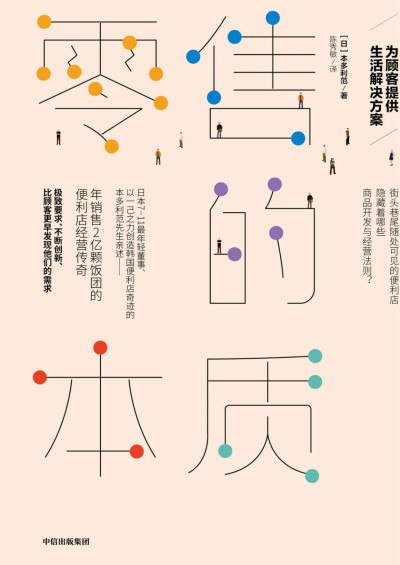 零售
的
本质
为顾客提供
生活解决方案
[日]本多利范/著
陈秀敏/译
街头巷尾随处可见的便利店
隐藏着哪些
商品开发与经营法则?
日本7-11最年轻董事、
以一己之力创造韩国便利店奇迹的
本多利范先生亲述——
年销售2亿颗饭团的
便利店经营传奇
极致要求、不断创新、
比顾客更早发现他们的需求
中信出版集团